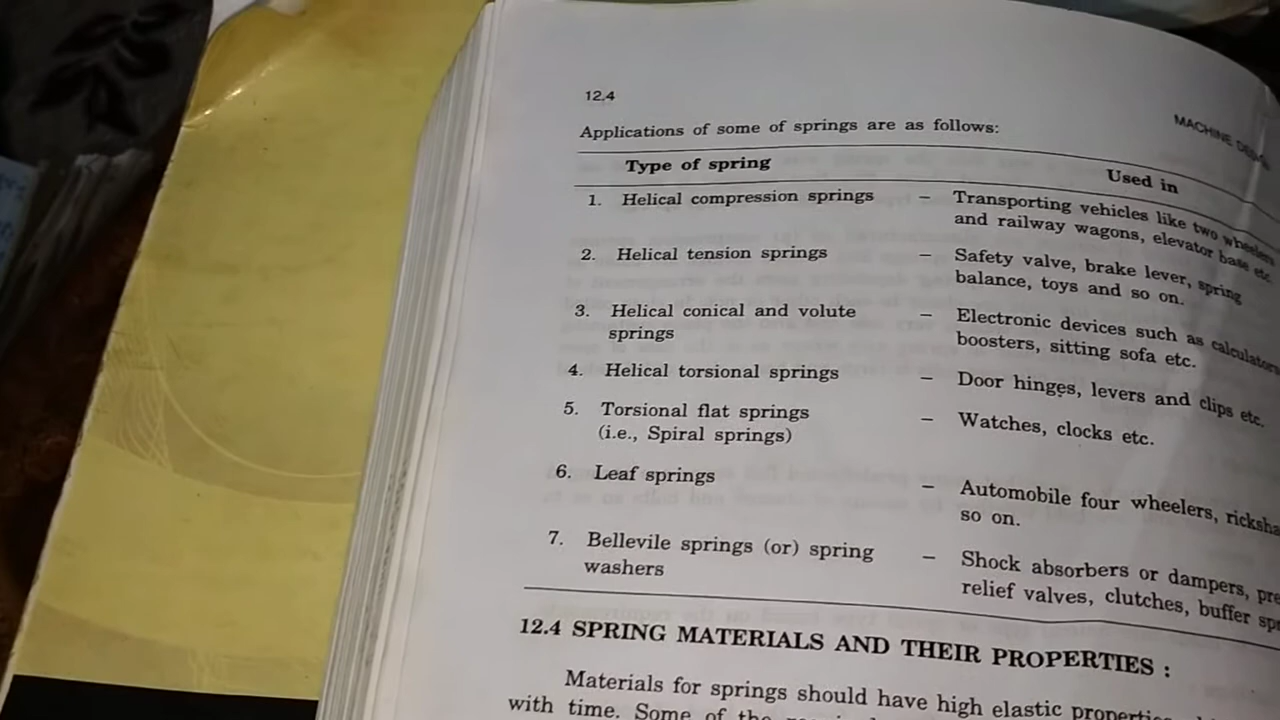 12.4
MACHINE
Applications of some of springs are as follows:
Type of spring
Used in
1. Helical compression springs – Transporting vehicles like two wheelers
and railway wagons, elevator base etc.
2. Helical tension springs – Safety valve, brake lever, spring
balance, toys and so on.
3. Helical conical and volute – Electronic devices such as calculators
springs boosters, sitting sofa etc.
4. Helical torsional springs – Door hinges, levers and clips etc.
5. Torsional flat springs – Watches, clocks etc.
(i.e., Spiral springs)
6. Leaf springs – Automobile four wheelers,
so on.
7. Bellevile springs (or) spring – Shock absorbers or dampers,
washers relief valves, clutches, buffer
12.4 SPRING MATERIALS AND THEIR PROPERTIES :
Materials for springs should have high elastic
with time. Some of the